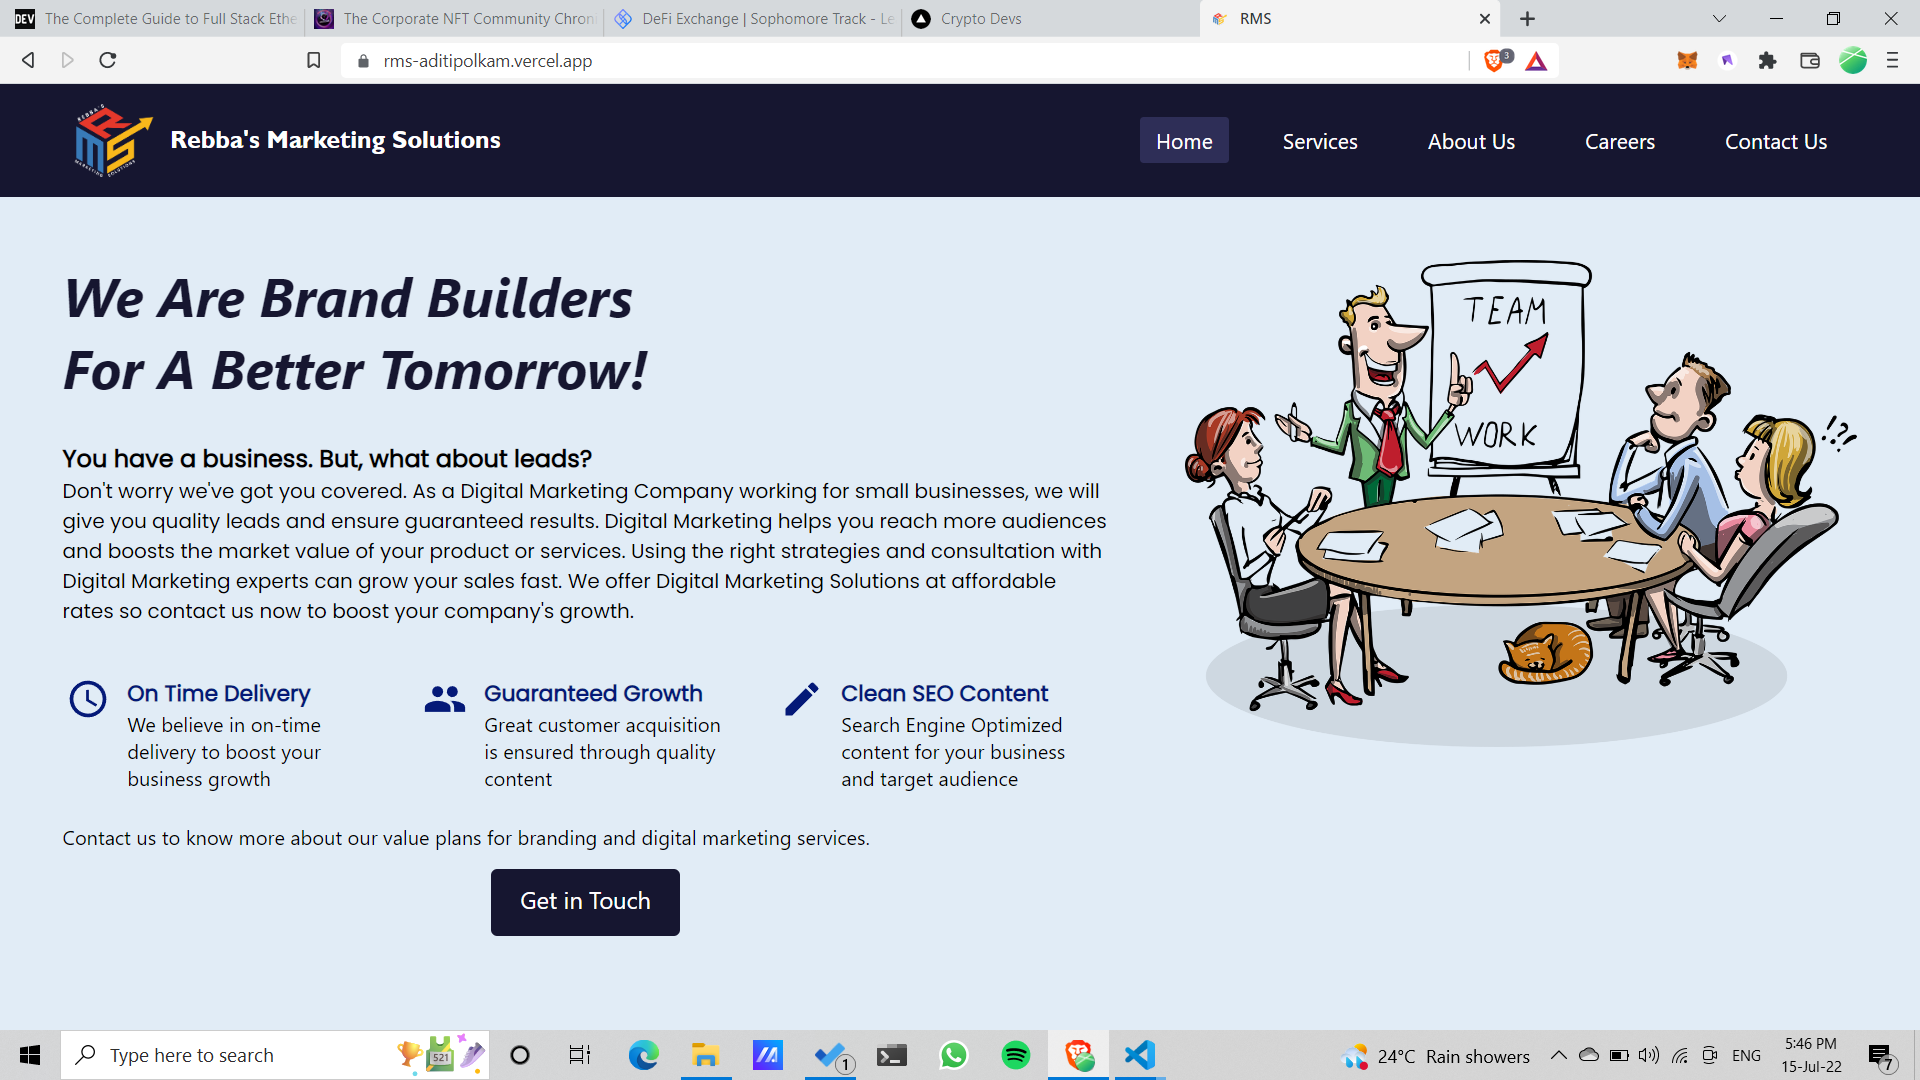 DEV The Complete Guide to Full Stack Ethe
The Corporate NFT Community Chroni
DeFi Exchange | Sophomore Track - Le
Crypto Devs
RMS
rms-aditipolkam.vercel.app
3
REBBA'S
RMS
MARKETING SOLUTIONS
Rebba's Marketing Solutions
Home
Services
About Us
Careers
Contact Us
We Are Brand Builders
For A Better Tomorrow!
TEAM
WORK
!?!
You have a business. But, what about leads?
Don't worry we've got you covered. As a Digital Marketing Company working for small businesses, we will
give you quality leads and ensure guaranteed results. Digital Marketing helps you reach more audiences
and boosts the market value of your product or services. Using the right strategies and consultation with
Digital Marketing experts can grow your sales fast. We offer Digital Marketing Solutions at affordable
rates so contact us now to boost your company's growth.
On Time Delivery
We believe in on-time
delivery to boost your
business growth
Guaranteed Growth
Great customer acquisition
is ensured through quality
content
Clean SEO Content
Search Engine Optimized
content for your business
and target audience
Contact us to know more about our value plans for branding and digital marketing services.
Get in Touch
Type here to search
521
1
24°C Rain showers
ENG
5:46 PM
15-Jul-22
7